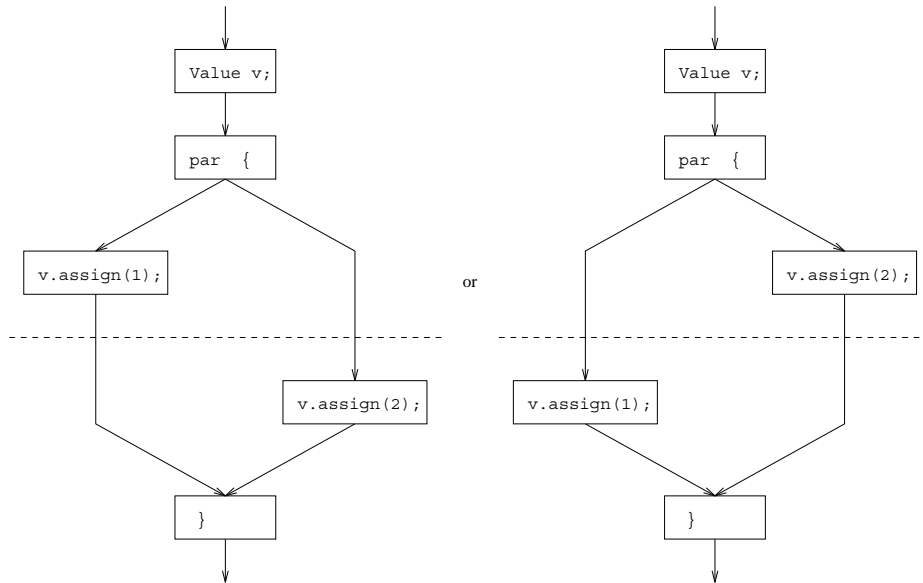 Value v;
par {
v.assign(1);
v.assign(2);
}
or
Value v;
par {
v.assign(2);
v.assign(1);
}